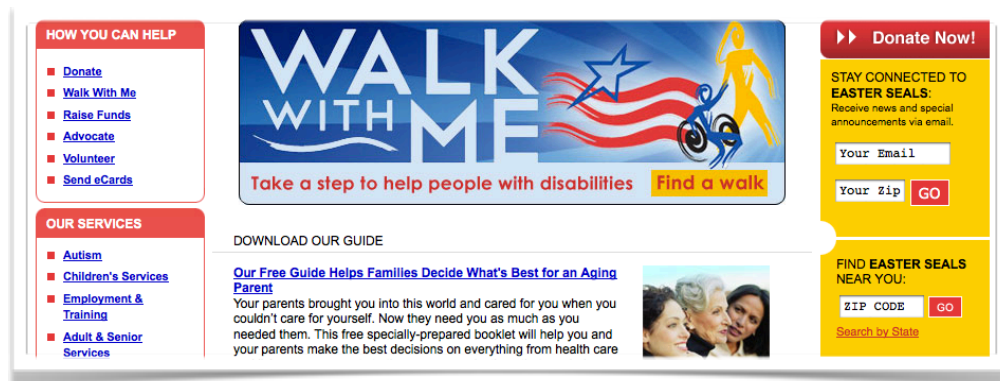 HOW YOU CAN HELP
Donate
Walk With Me
Raise Funds
Advocate
Volunteer
Send eCards
OUR SERVICES
Autism
Children's Services
Employment &
Training
Adult & Senior
Services
WALK
WITH ME
Take a step to help people with disabilities Find a walk
DOWNLOAD OUR GUIDE
Our Free Guide Helps Families Decide What's Best for an Aging
Parent
Your parents brought you into this world and cared for you when you
couldn't care for yourself. Now they need you as much as you
needed them. This free specially-prepared booklet will help you and
your parents make the best decisions on everything from health care
Donate Now!
STAY CONNECTED TO
EASTER SEALS:
Receive news and special
announcements via email.
Your Email
Your Zip GO
FIND EASTER SEALS
NEAR YOU:
ZIP CODE GO
Search by State